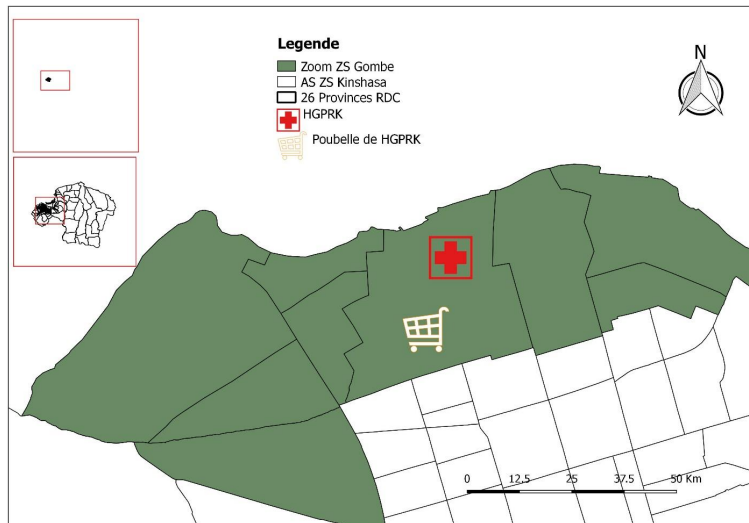 Legende
Zoom ZS Gombe
AS ZS Kinshasa
26 Provinces RDC
HGPRK
Poubelle de HGPRK
N
0 12.5 25 37.5 50 Km